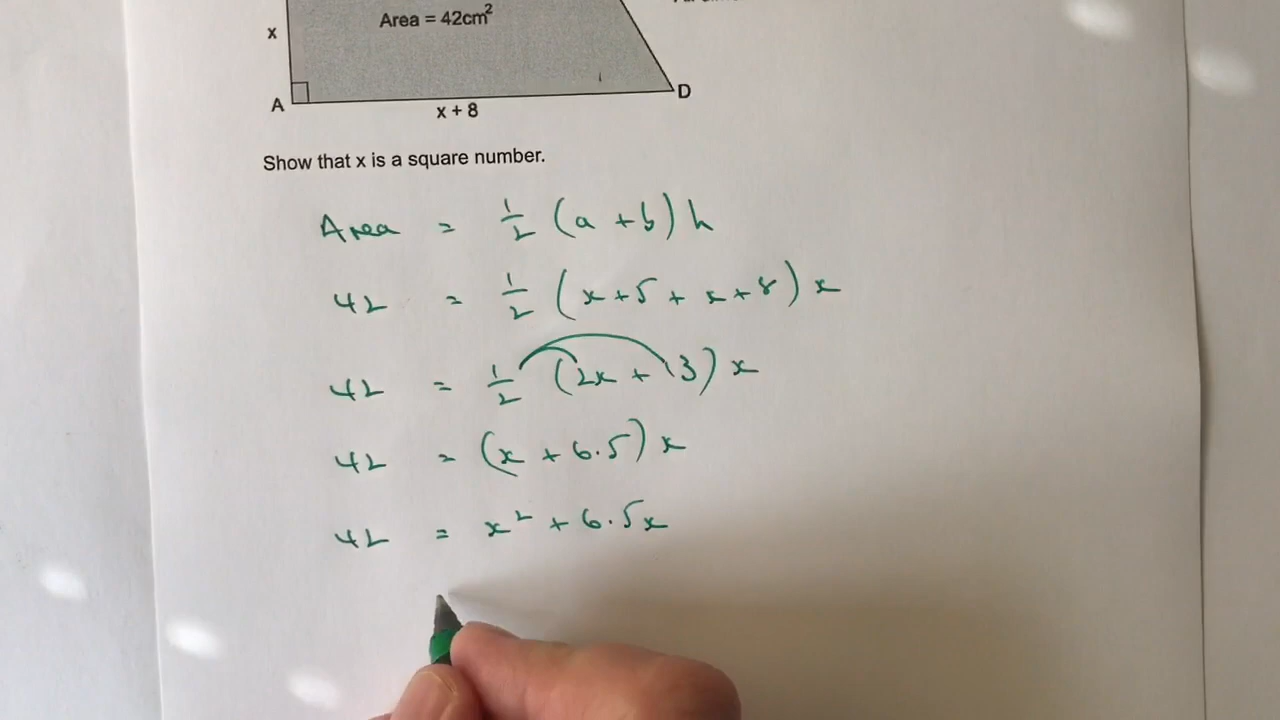 Area = 42cm²
x
A
D
x + 8
Show that x is a square number.
Area = 1/2 (a + b) h
42 = 1/2 (x + 5 + x + 8) x
42 = 1/2 (2x + 13) x
42 = (x + 6.5) x
42 = x² + 6.5x